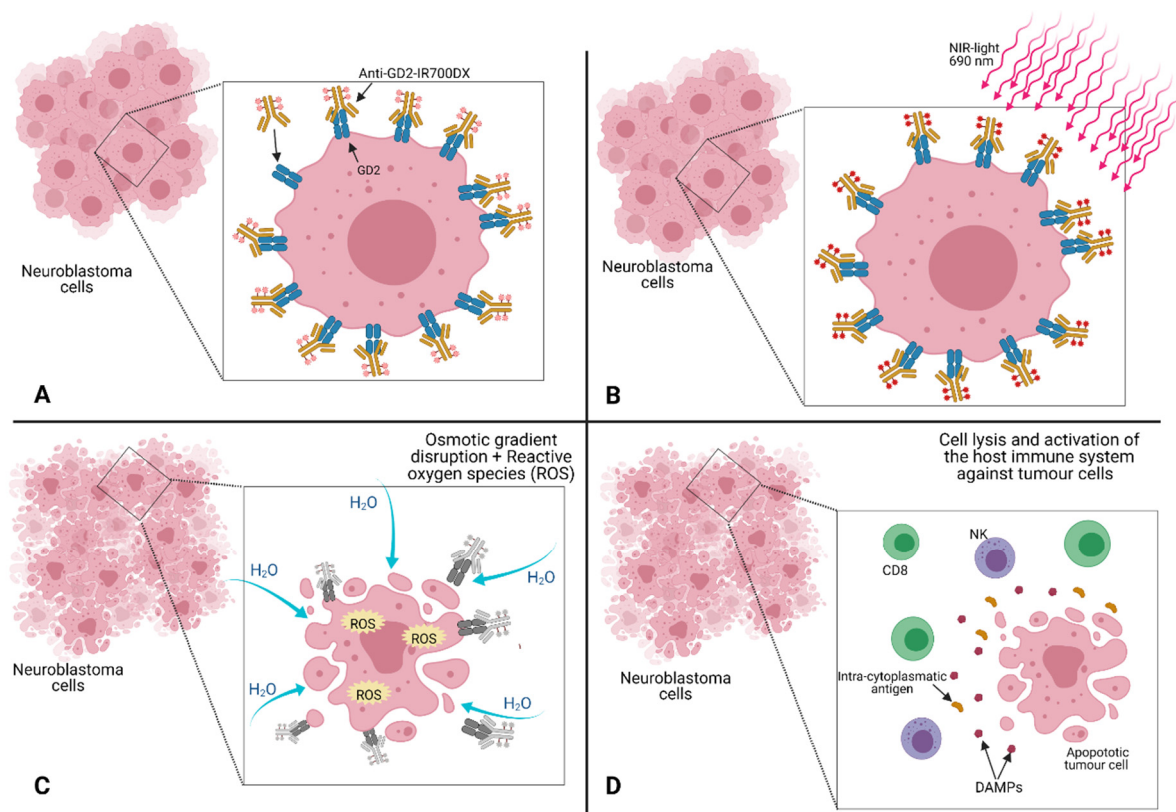 Anti-GD2-IR700DX
GD2
Neuroblastoma
cells
A
NIR-light
690 nm
Neuroblastoma
cells
B
Osmotic gradient
disruption + Reactive
oxygen species (ROS)
H₂O
H₂O
H₂O
ROS
ROS
ROS
H₂O
H₂O
Neuroblastoma
cells
C
Cell lysis and activation of
the host immune system
against tumour cells
NK
CD8
Intra-cytoplasmatic
antigen
Neuroblastoma
cells
Apopototic
tumour cell
DAMPs
D